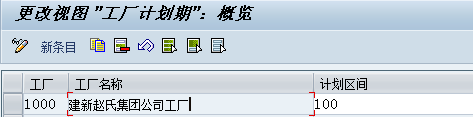 更改视图"工厂计划期": 概览
新条目
工厂 工厂名称 计划区间
1000 建新赵氏集团公司工厂 100